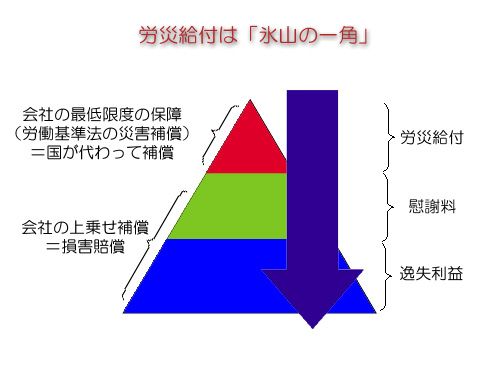 労災給付は「氷山の一角」
会社の最低限度の保障
（労働基準法の災害補償）
＝国が代わって補償
会社の上乗せ補償
＝損害賠償
労災給付
慰謝料
逸失利益